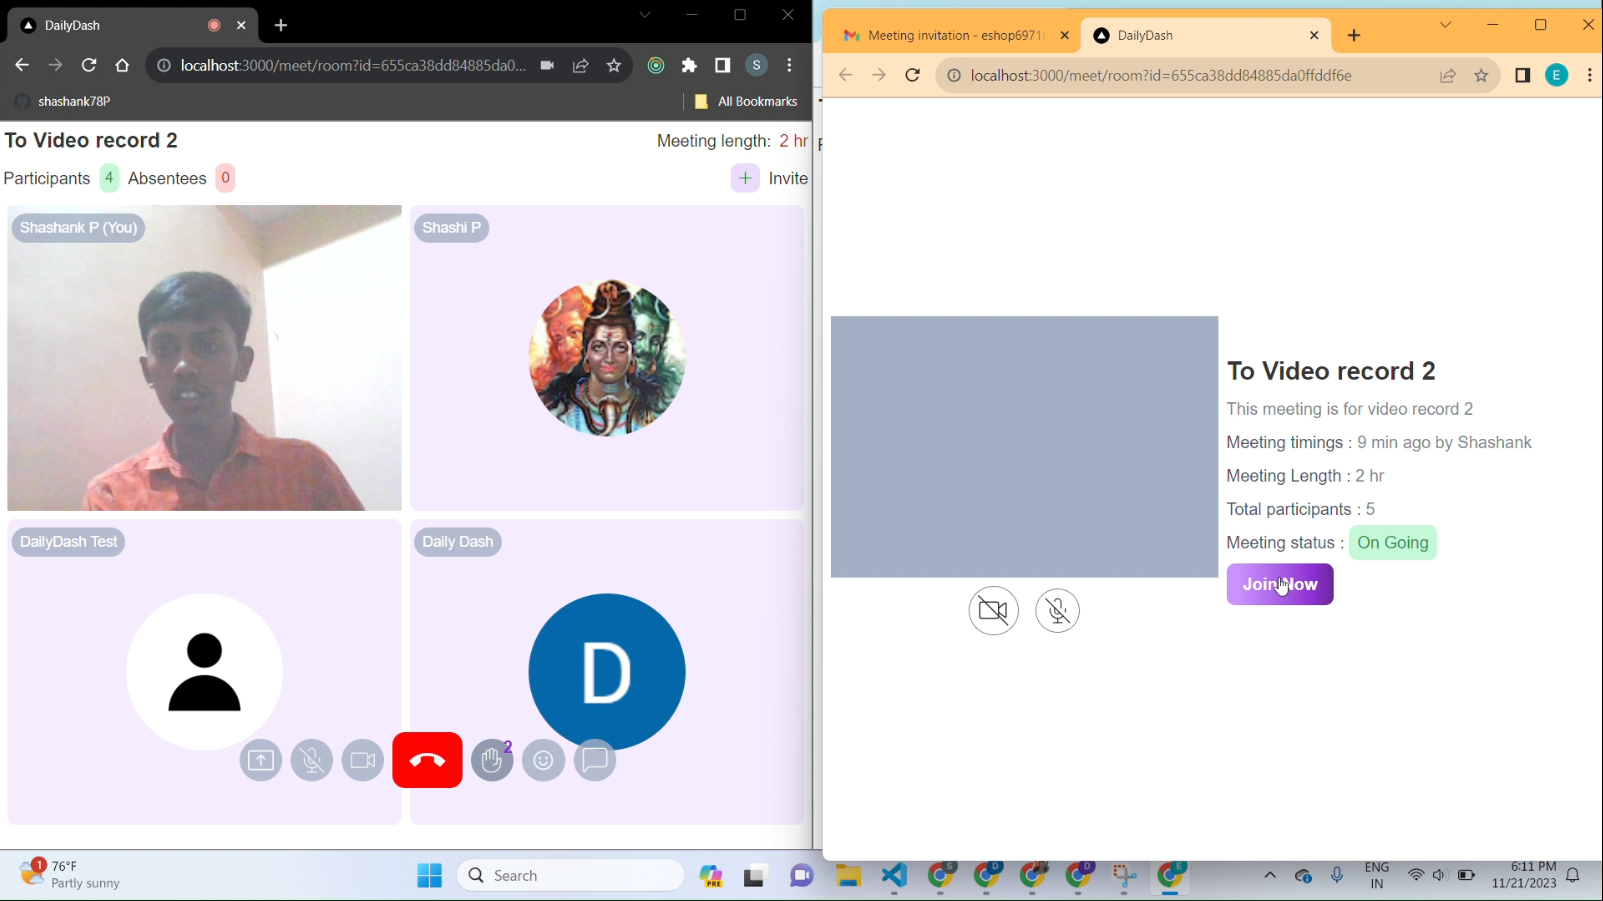 DailyDash
localhost:3000/meet/room?id=655ca38dd84885da0...
S
shashank78P
All Bookmarks
To Video record 2
Meeting length: 2 hr
Participants 4 Absentees 0
+ Invite
Shashank P (You)
Shashi P
DailyDash Test
Daily Dash
D
2
Meeting invitation - eshop6971
DailyDash
localhost:3000/meet/room?id=655ca38dd84885da0ffddf6e
E
To Video record 2
This meeting is for video record 2
Meeting timings : 9 min ago by Shashank
Meeting Length : 2 hr
Total participants : 5
Meeting status : On Going
Join Now
1
76°F
Partly sunny
Search
PRE
S
D
D
E
ENG
IN
6:11 PM
11/21/2023